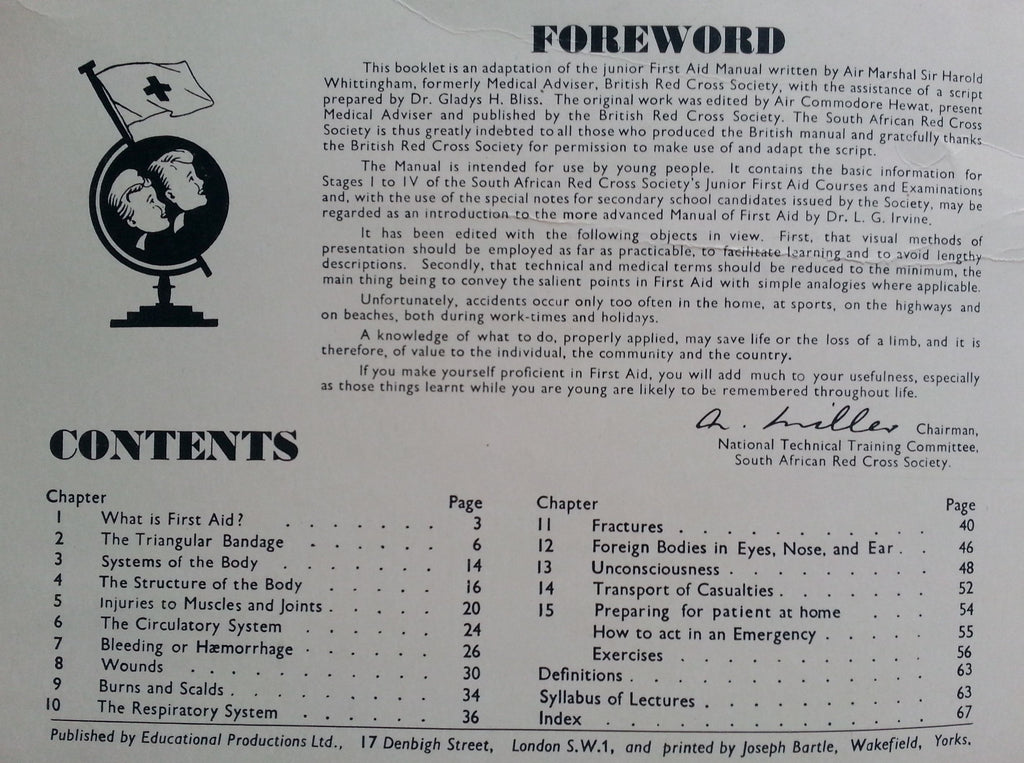 FOREWORD
This booklet is an adaptation of the junior First Aid Manual written by Air Marshal Sir Harold
Whittingham, formerly Medical Adviser, British Red Cross Society, with the assistance of a script
prepared by Dr. Gladys H. Bliss. The original work was edited by Air Commodore Hewat, present
Medical Adviser and published by the British Red Cross Society. The South African Red Cross
Society is thus greatly indebted to all those who produced the British manual and gratefully thanks
the British Red Cross Society for permission to make use of and adapt the script.
The Manual is intended for use by young people. It contains the basic information for
Stages I to IV of the South African Red Cross Society's Junior First Aid Courses and Examinations
and, with the use of the special notes for secondary school candidates issued by the Society, may be
regarded as an introduction to the more advanced Manual of First Aid by Dr. L. G. Irvine.
It has been edited with the following objects in view. First, that visual methods of
presentation should be employed as far as practicable, to facilitate learning and to avoid lengthy
descriptions. Secondly, that technical and medical terms should be reduced to the minimum, the
main thing being to convey the salient points in First Aid with simple analogies where applicable.
Unfortunately, accidents occur only too often in the home, at sports, on the highways and
on beaches, both during work-times and holidays.
A knowledge of what to do, properly applied, may save life or the loss of a limb, and it is
therefore, of value to the individual, the community and the country.
If you make yourself proficient in First Aid, you will add much to your usefulness, especially
as those things learnt while you are young are likely to be remembered throughout life.
A. Miller Chairman,
National Technical Training Committee,
South African Red Cross Society.
CONTENTS
Chapter Page
1 What is First Aid? . . . . . . . 3
2 The Triangular Bandage . . . . . . 6
3 Systems of the Body . . . . . . 14
4 The Structure of the Body . . . . . 16
5 Injuries to Muscles and Joints . . . . . 20
6 The Circulatory System . . . . . . 24
7 Bleeding or Hæmorrhage . . . . . . 26
8 Wounds . . . . . . . . . 30
9 Burns and Scalds . . . . . . . . 34
10 The Respiratory System . . . . . . 36
Chapter Page
11 Fractures . . . . . . . . . 40
12 Foreign Bodies in Eyes, Nose, and Ear . . 46
13 Unconsciousness . . . . . . . . 48
14 Transport of Casualties . . . . . . 52
15 Preparing for patient at home . . . 54
How to act in an Emergency . . . . . 55
Exercises . . . . . . . . . 56
Definitions . . . . . . . . . . . 63
Syllabus of Lectures . . . . . . . . . 63
Index . . . . . . . . . . . . 67
Published by Educational Productions Ltd., 17 Denbigh Street, London S.W.1, and printed by Joseph Bartle, Wakefield, Yorks.